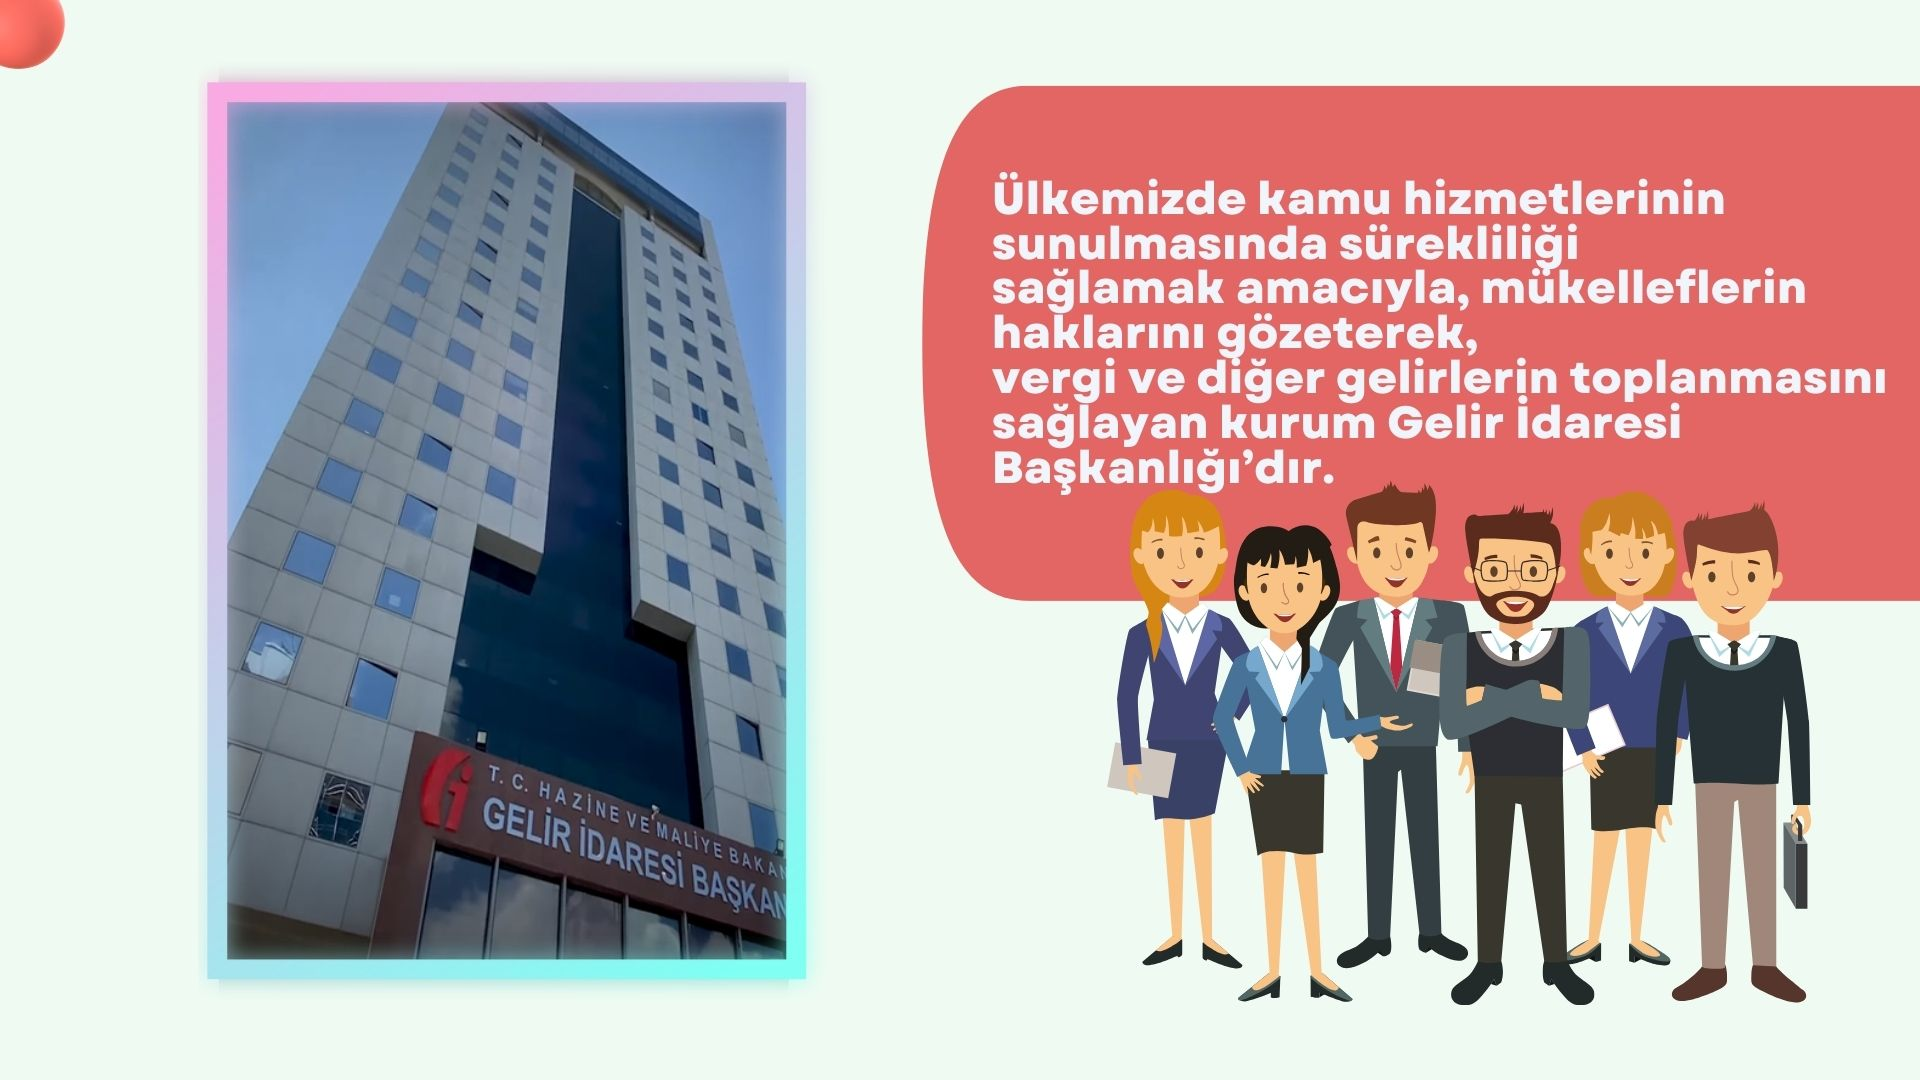 T. C. HAZİNE VE MALİYE BAKAN
GELİR İDARESİ BAŞKAN
Ülkemizde kamu hizmetlerinin
sunulmasında sürekliliği
sağlamak amacıyla, mükelleflerin
haklarını gözeterek,
vergi ve diğer gelirlerin toplanmasını
sağlayan kurum Gelir İdaresi
Başkanlığı’dır.